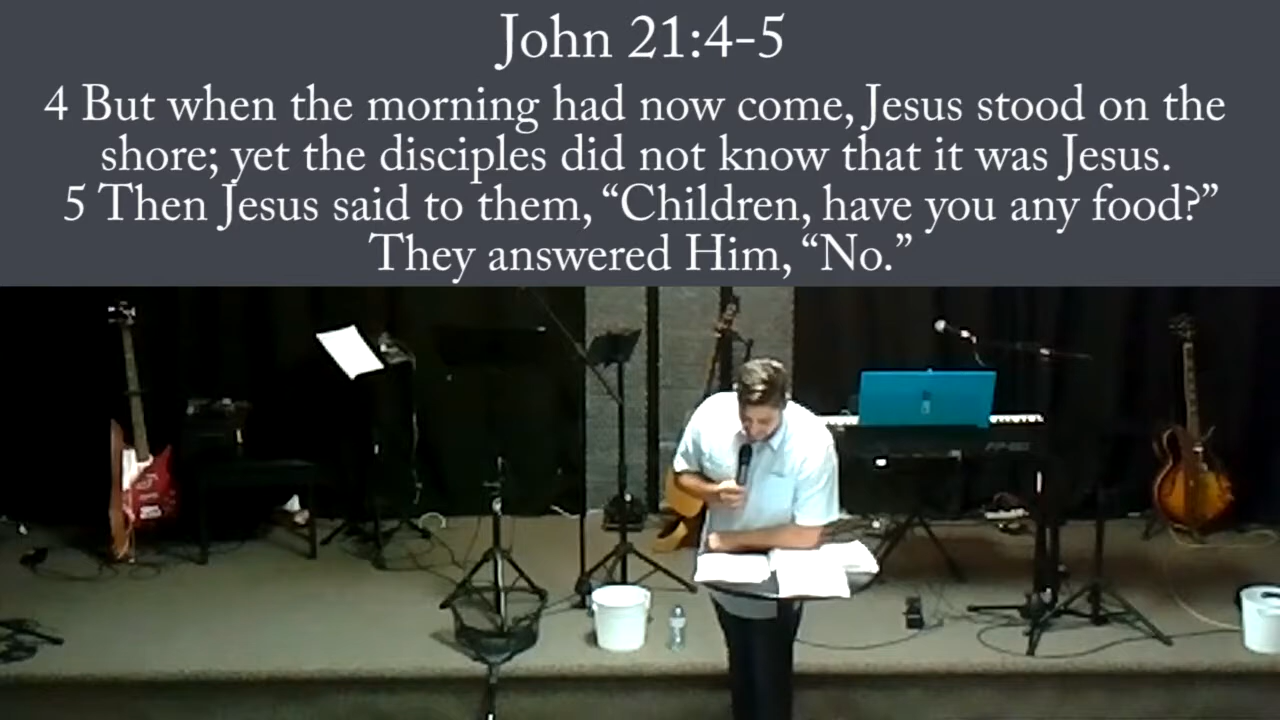 John 21:4-5
4 But when the morning had now come, Jesus stood on the
shore; yet the disciples did not know that it was Jesus.
5 Then Jesus said to them, “Children, have you any food?”
They answered Him, “No.”